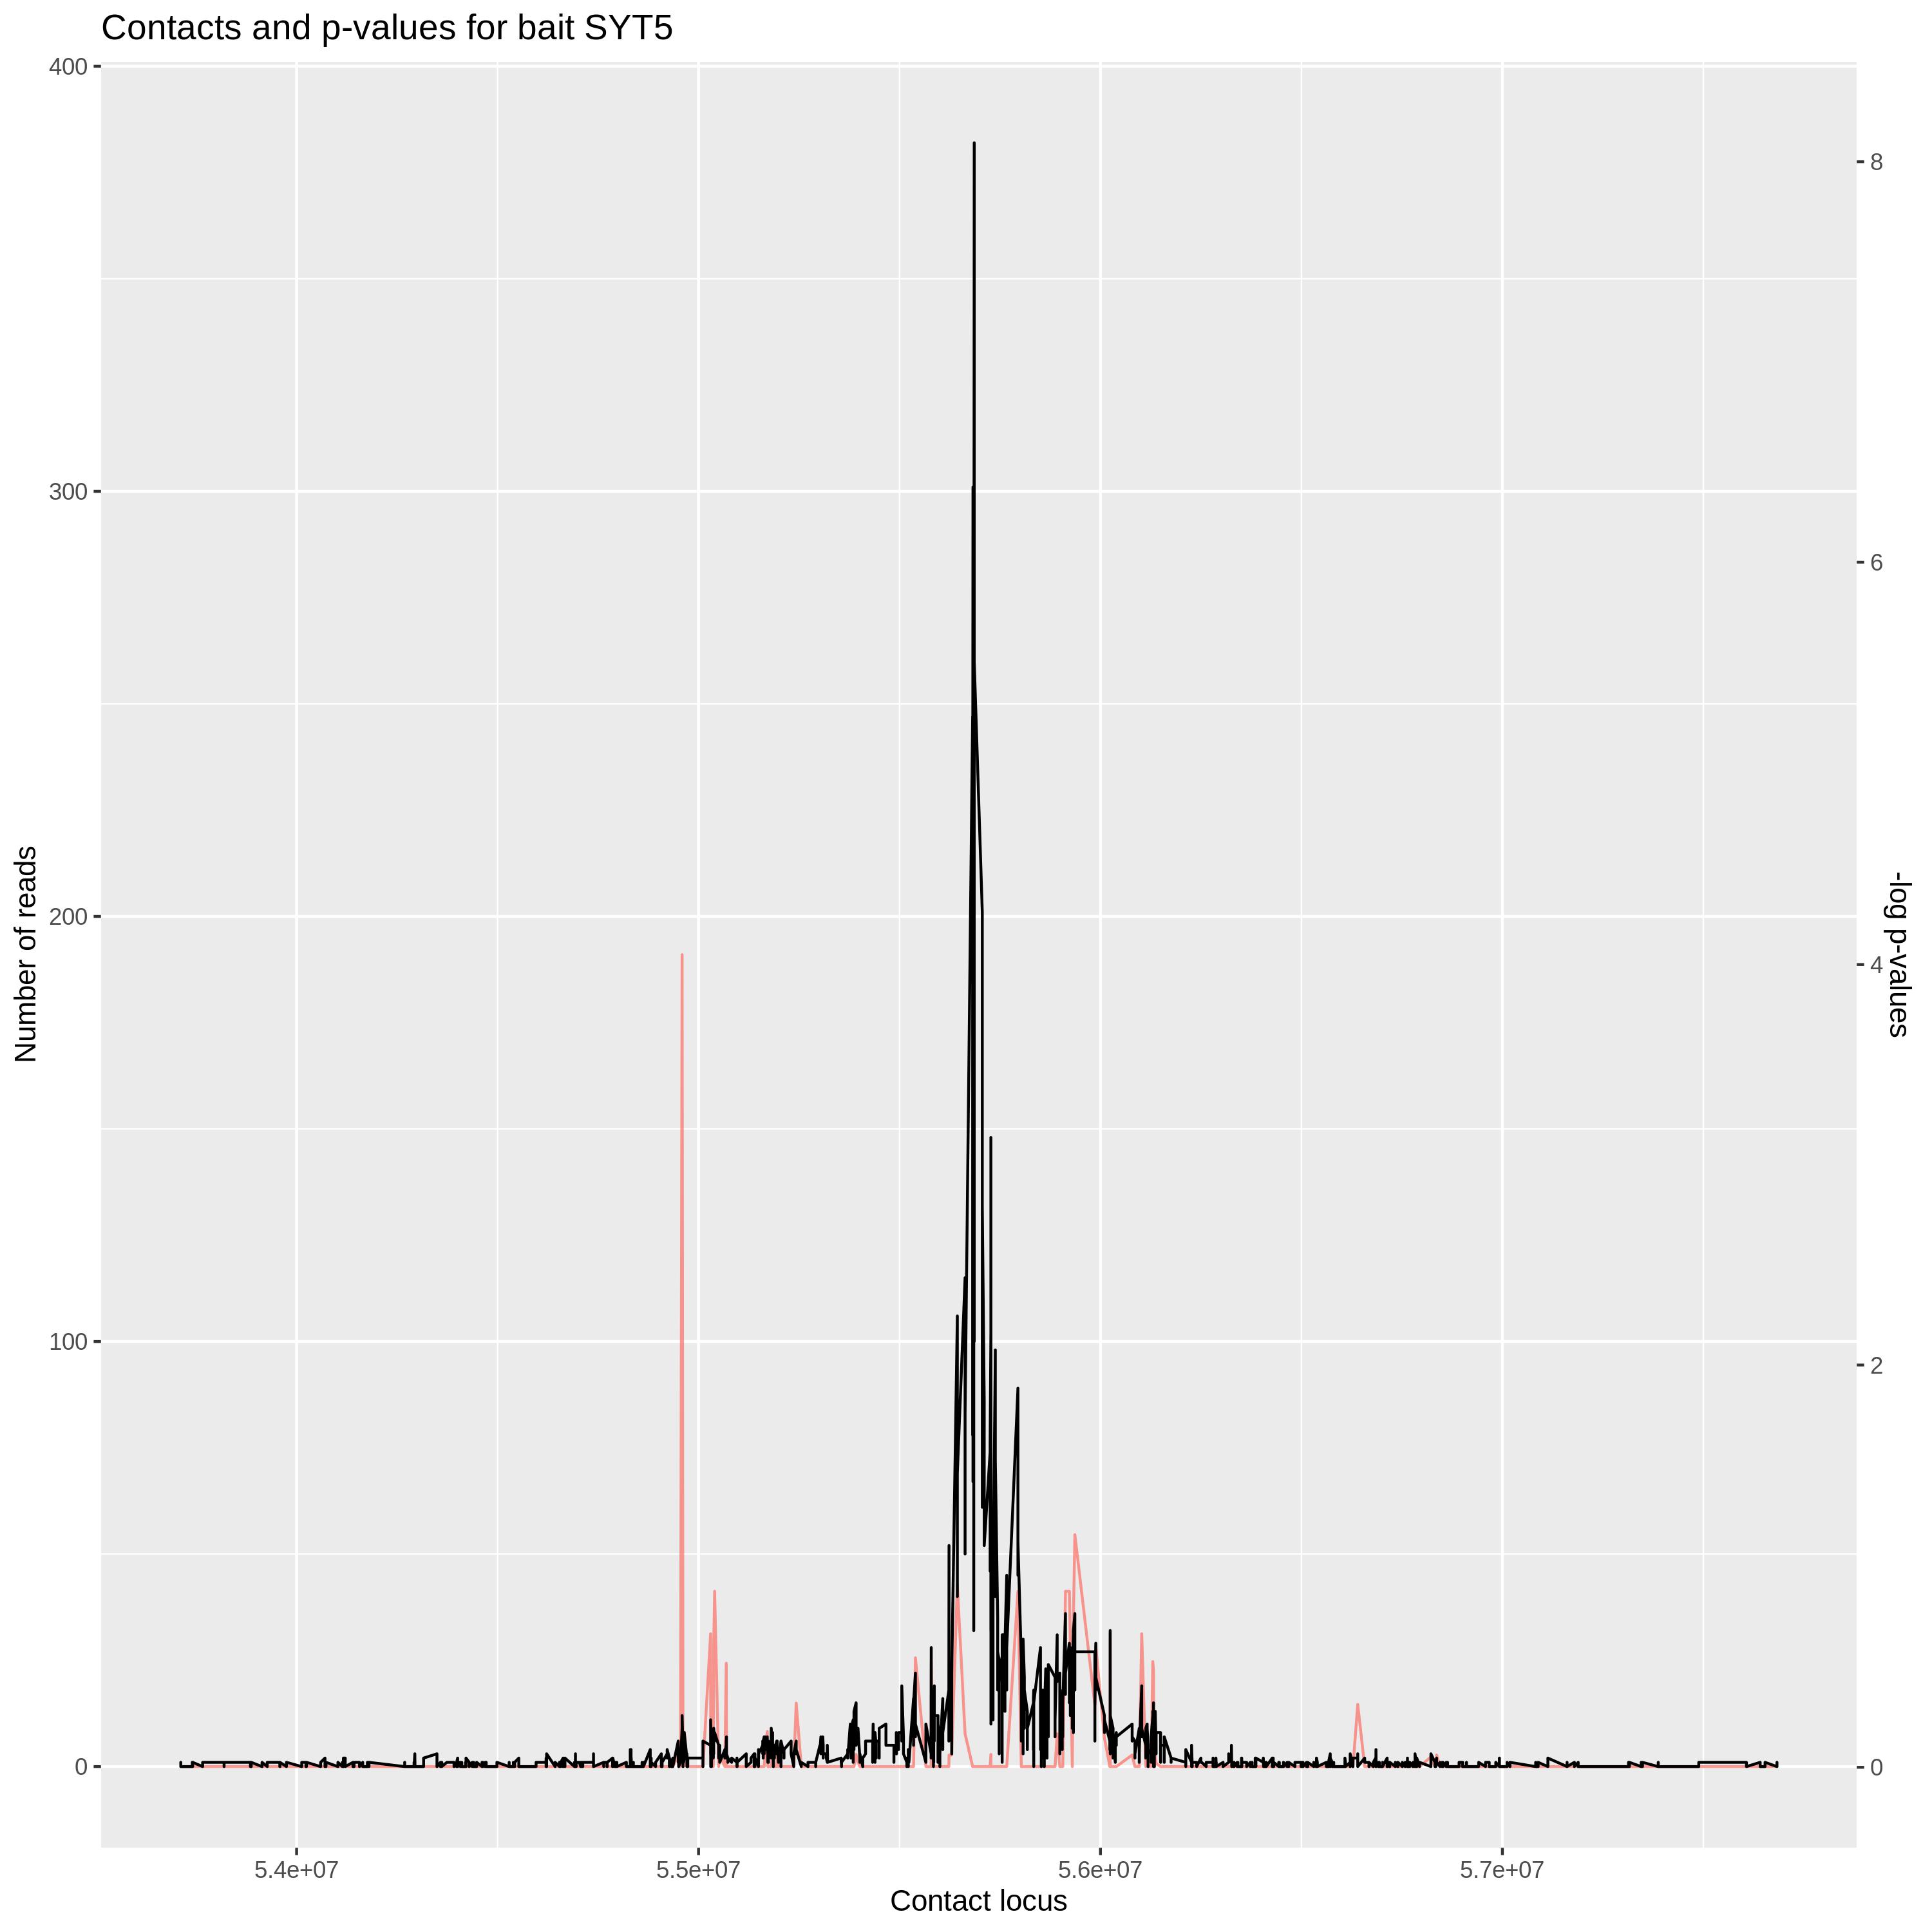 Contacts and p-values for bait SYT5
400
300
200
100
0
Number of reads
8
6
4
2
0
-log p-values
5.4e+07
5.5e+07
5.6e+07
5.7e+07
Contact locus